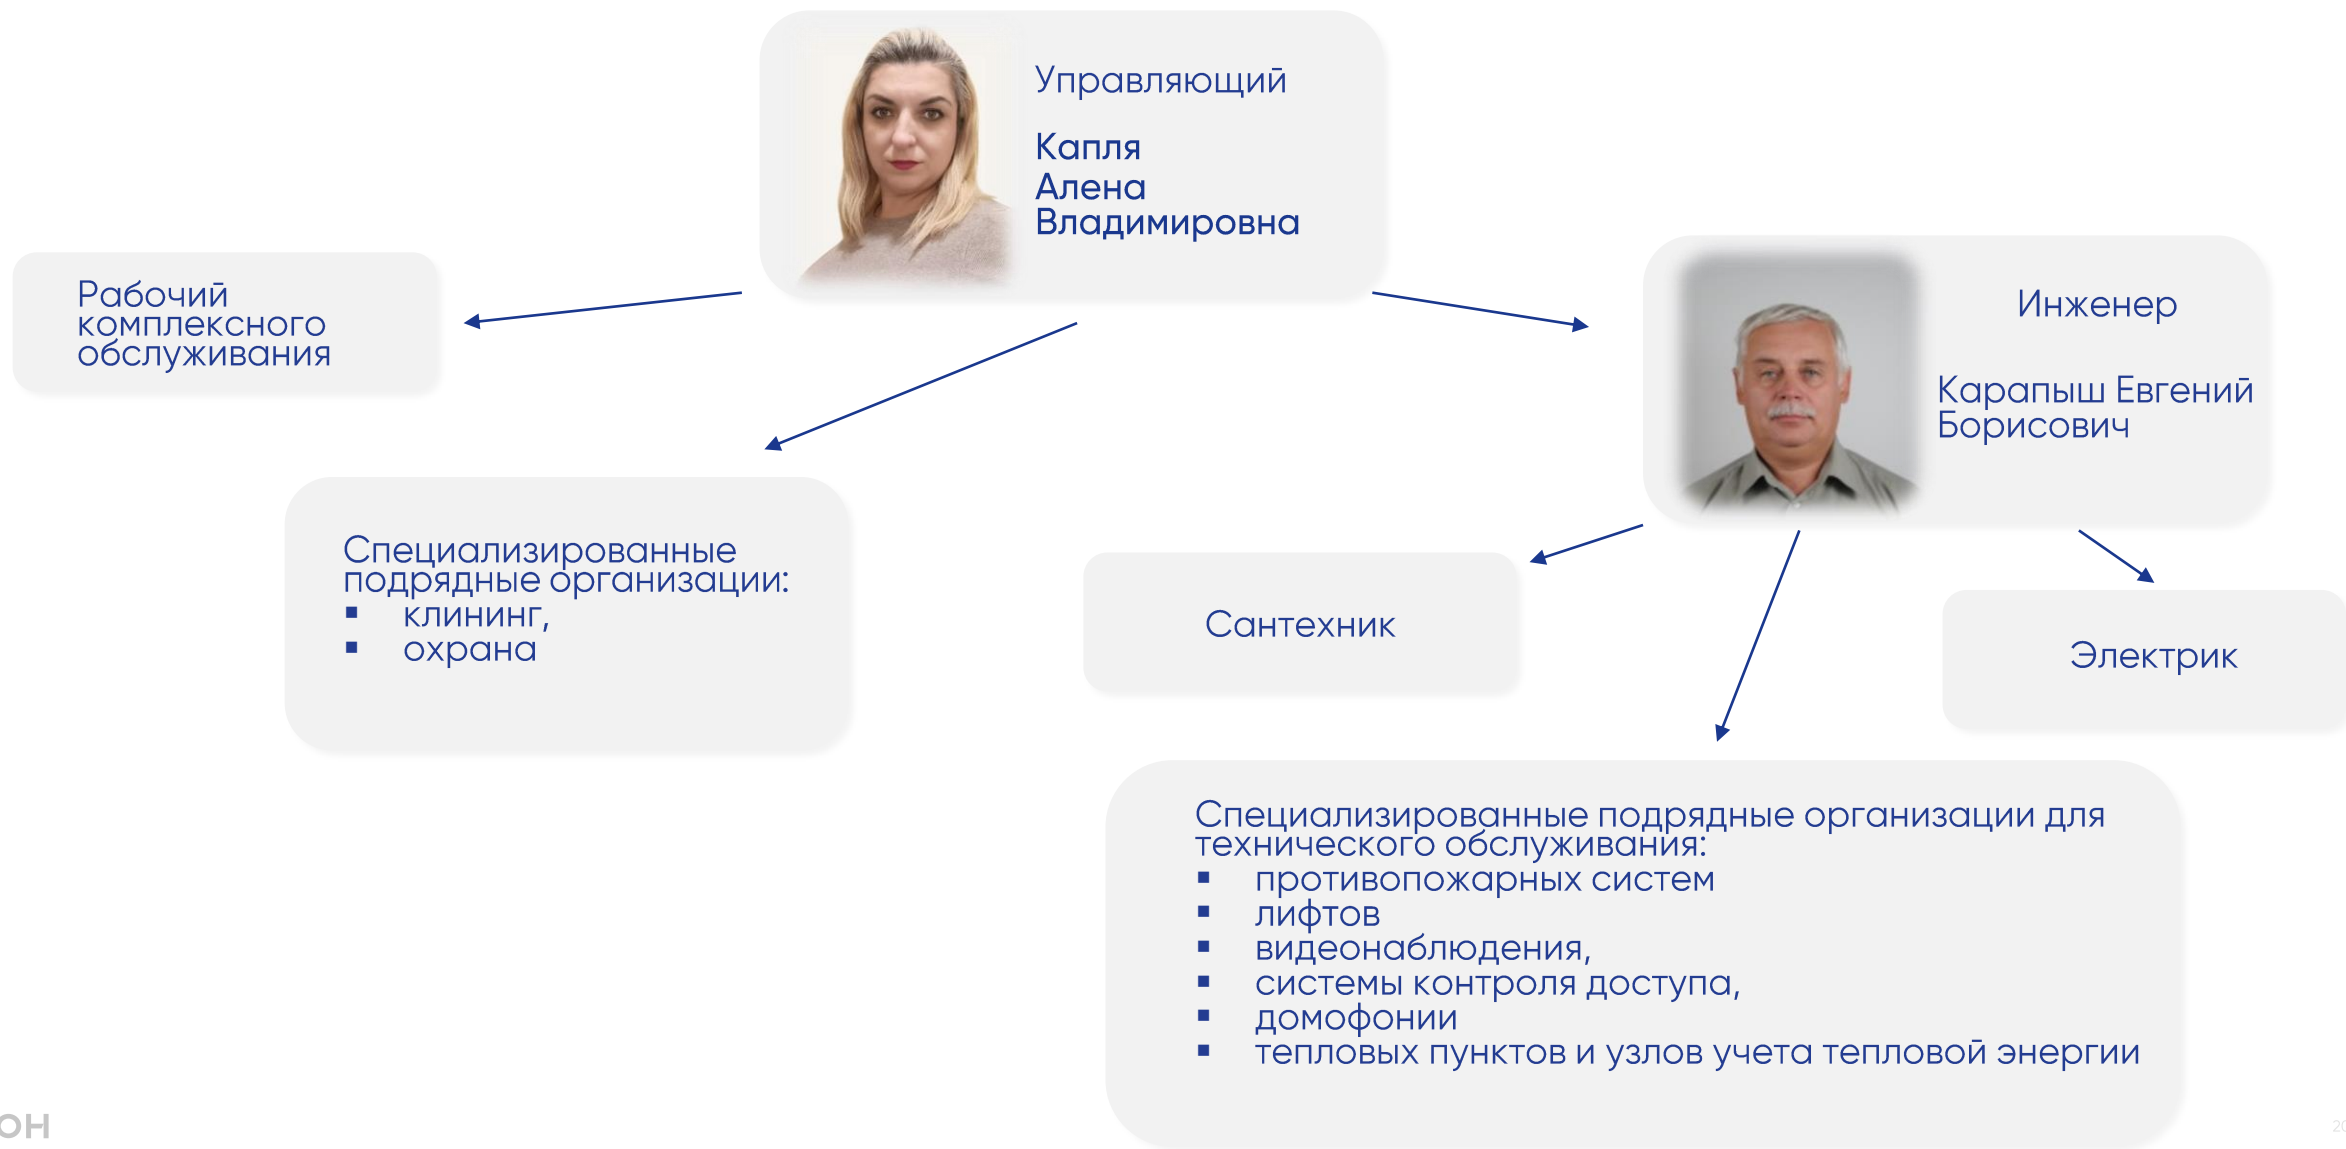 Управляющий
Капля
Алена
Владимировна
Рабочий
комплексного
обслуживания
Инженер
Карапыш Евгений
Борисович
Специализированные
подрядные организации:
▪ клининг,
▪ охрана
Сантехник
Электрик
Специализированные подрядные организации для
технического обслуживания:
▪ противопожарных систем
▪ лифтов
▪ видеонаблюдения,
▪ системы контроля доступа,
▪ домофонии
▪ тепловых пунктов и узлов учета тепловой энергии